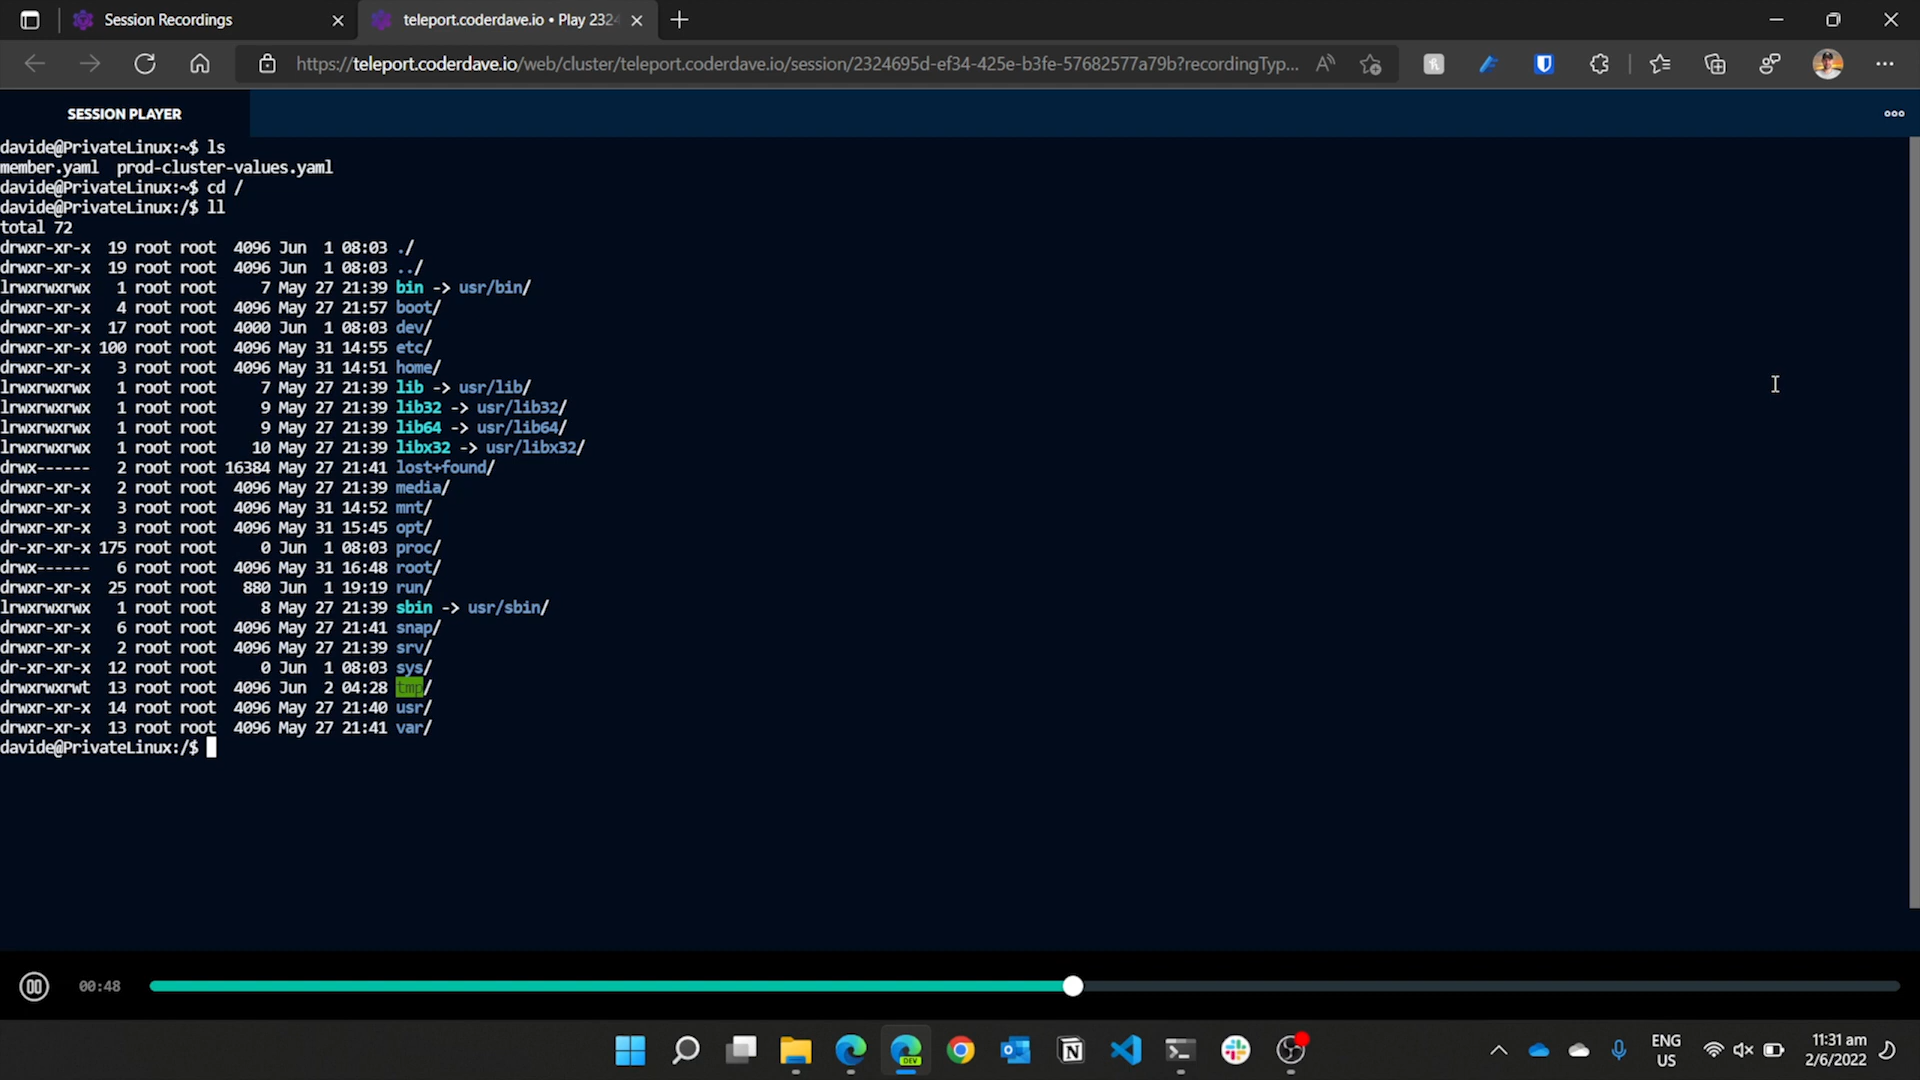 Session Recordings
teleport.coderdave.io • Play 2324
https://teleport.coderdave.io/web/cluster/teleport.coderdave.io/session/2324695d-ef34-425e-b3fe-57682577a79b?recordingTyp...
SESSION PLAYER
davide@PrivateLinux:~$ ls
member.yaml  prod-cluster-values.yaml
davide@PrivateLinux:~$ cd /
davide@PrivateLinux:/$ ll
total 72
drwxr-xr-x  19 root root  4096 Jun  1 08:03 ./
drwxr-xr-x  19 root root  4096 Jun  1 08:03 ../
lrwxrwxrwx   1 root root     7 May 27 21:39 bin -> usr/bin/
drwxr-xr-x   4 root root  4096 May 27 21:57 boot/
drwxr-xr-x  17 root root  4000 Jun  1 08:03 dev/
drwxr-xr-x 100 root root  4096 May 31 14:55 etc/
drwxr-xr-x   3 root root  4096 May 31 14:51 home/
lrwxrwxrwx   1 root root     7 May 27 21:39 lib -> usr/lib/
lrwxrwxrwx   1 root root     9 May 27 21:39 lib32 -> usr/lib32/
lrwxrwxrwx   1 root root     9 May 27 21:39 lib64 -> usr/lib64/
lrwxrwxrwx   1 root root    10 May 27 21:39 libx32 -> usr/libx32/
drwx------   2 root root 16384 May 27 21:41 lost+found/
drwxr-xr-x   2 root root  4096 May 27 21:39 media/
drwxr-xr-x   3 root root  4096 May 31 14:52 mnt/
drwxr-xr-x   3 root root  4096 May 31 15:45 opt/
dr-xr-xr-x 175 root root     0 Jun  1 08:03 proc/
drwx------   6 root root  4096 May 31 16:48 root/
drwxr-xr-x  25 root root   880 Jun  1 19:19 run/
lrwxrwxrwx   1 root root     8 May 27 21:39 sbin -> usr/sbin/
drwxr-xr-x   6 root root  4096 May 27 21:41 snap/
drwxr-xr-x   2 root root  4096 May 27 21:39 srv/
dr-xr-xr-x  12 root root     0 Jun  1 08:03 sys/
drwxrwxrwt  13 root root  4096 Jun  2 04:28 tmp/
drwxr-xr-x  14 root root  4096 May 27 21:40 usr/
drwxr-xr-x  13 root root  4096 May 27 21:41 var/
davide@PrivateLinux:/$
00:48
DEV
ENG
US
11:31 am
2/6/2022